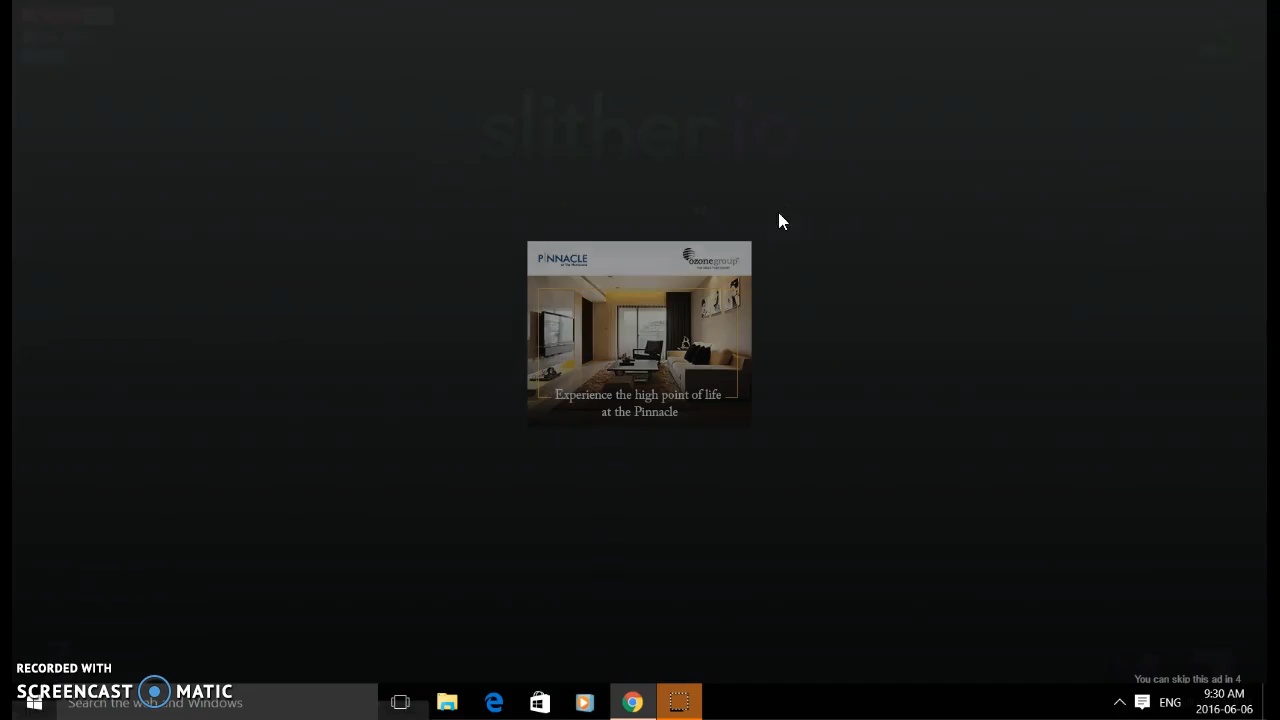 slither.io
PINNACLE
ozonegroup
Experience the high point of life
at the Pinnacle
RECORDED WITH
SCREENCAST MATIC
You can skip this ad in 4
Search the web and Windows
ENG
9:30 AM
2016-06-06